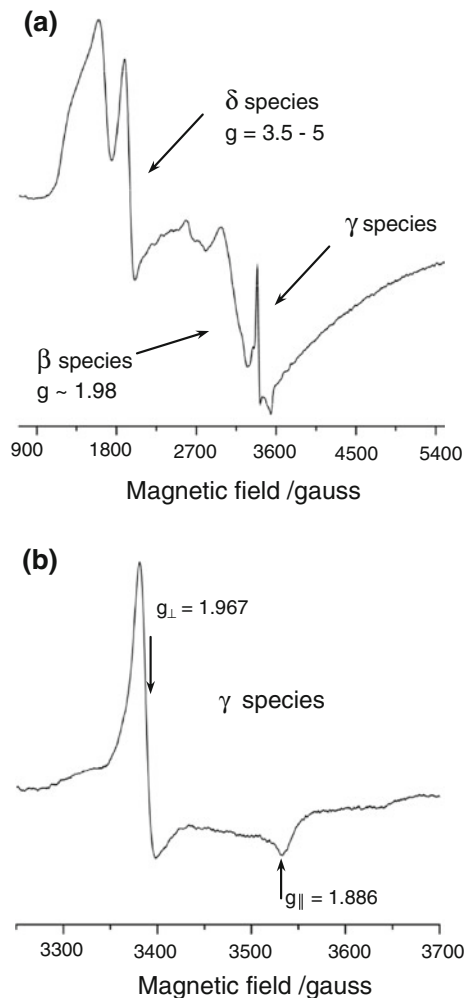 (a)
δ species
g = 3.5 - 5
γ species
β species
g ~ 1.98
900 1800 2700 3600 4500 5400
Magnetic field /gauss
(b)
g⊥ = 1.967
γ species
g∥ = 1.886
3300 3400 3500 3600 3700
Magnetic field /gauss